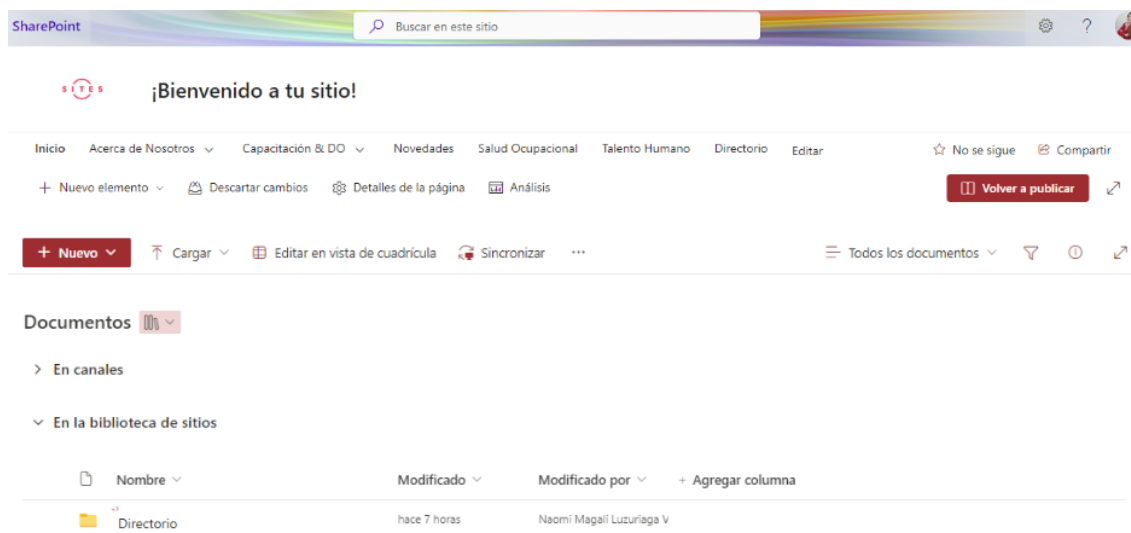 SharePoint Buscar en este sitio ?
SITES ¡Bienvenido a tu sitio!
Inicio Acerca de Nosotros Capacitación & DO Novedades Salud Ocupacional Talento Humano Directorio Editar No se sigue Compartir
+ Nuevo elemento Descartar cambios Detalles de la página Análisis Volver a publicar
+ Nuevo Cargar Editar en vista de cuadrícula Sincronizar ... Todos los documentos
Documentos
En canales
En la biblioteca de sitios
Nombre Modificado Modificado por + Agregar columna
Directorio hace 7 horas Naomi Magali Luzuriaga V